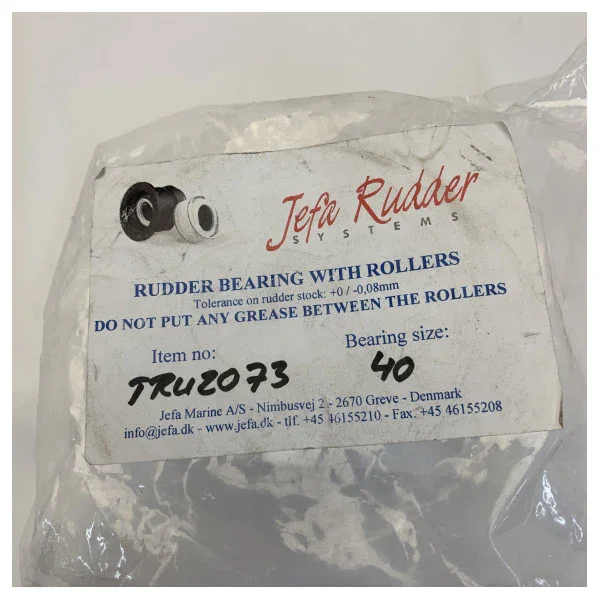 Jefa Rudder
SYSTEMS
RUDDER BEARING WITH ROLLERS
Tolerance on rudder stock: +0 / -0,08mm
DO NOT PUT ANY GREASE BETWEEN THE ROLLERS
Item no: Bearing size:
TRU2073 40
Jefa Marine A/S - Nimbusvej 2 - 2670 Greve - Denmark
info@jefa.dk - www.jefa.dk - tlf. +45 46155210 - Fax. +45 46155208